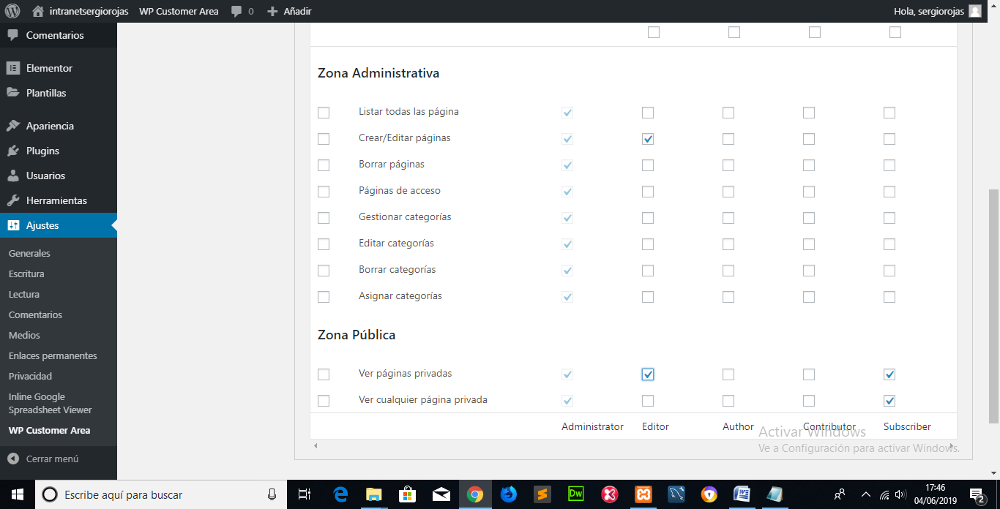 intranetsergiorojas WP Customer Area 0 Añadir Hola, sergiorojas
Comentarios
Elementor
Plantillas
Apariencia
Plugins
Usuarios
Herramientas
Ajustes
Generales
Escritura
Lectura
Comentarios
Medios
Enlaces permanentes
Privacidad
Inline Google
Spreadsheet Viewer
WP Customer Area
Cerrar menú
Zona Administrativa
Listar todas las página
Crear/Editar páginas
Borrar páginas
Páginas de acceso
Gestionar categorías
Editar categorías
Borrar categorías
Asignar categorías
Zona Pública
Ver páginas privadas
Ver cualquier página privada
Administrator Editor Author Contributor Subscriber
Activar Windows
Ve a Configuración para activar Windows.
Escribe aquí para buscar
Dw
17:46
04/06/2019
2